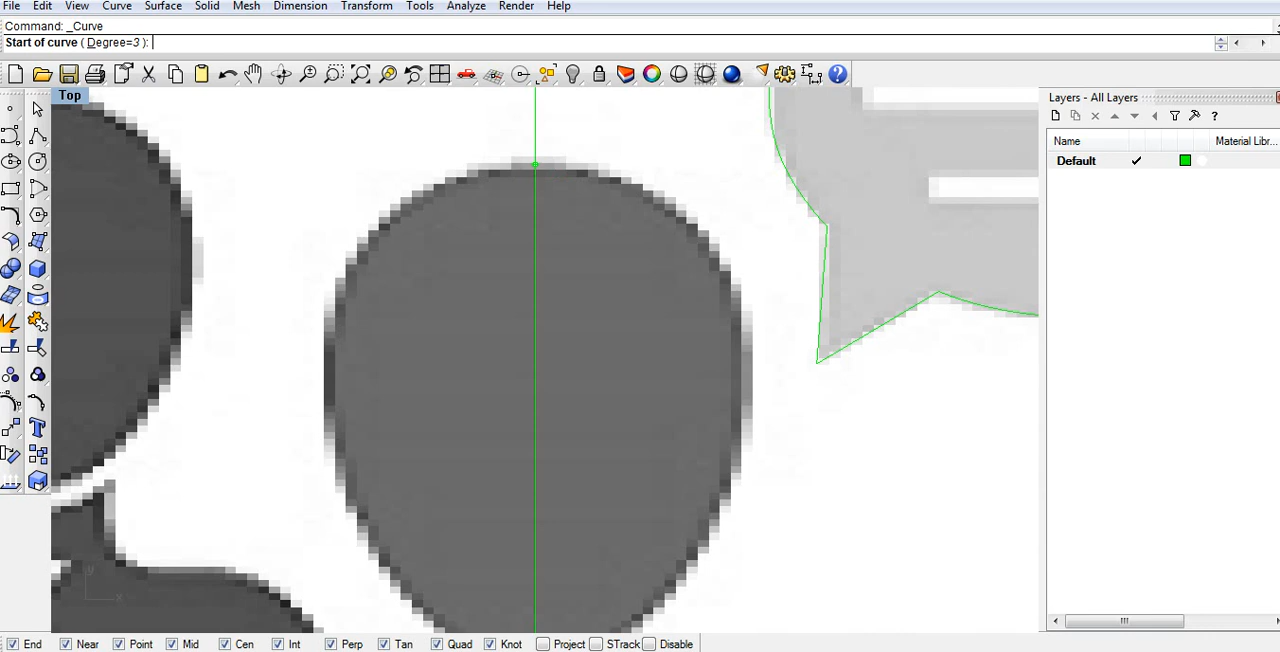 File Edit View Curve Surface Solid Mesh Dimension Transform Tools Analyze Render Help
Command: _Curve
Start of curve ( Degree=3 ):
Top
Layers - All Layers
Name Material Libr...
Default
y
x
End Near Point Mid Cen Int Perp Tan Quad Knot Project STrack Disable